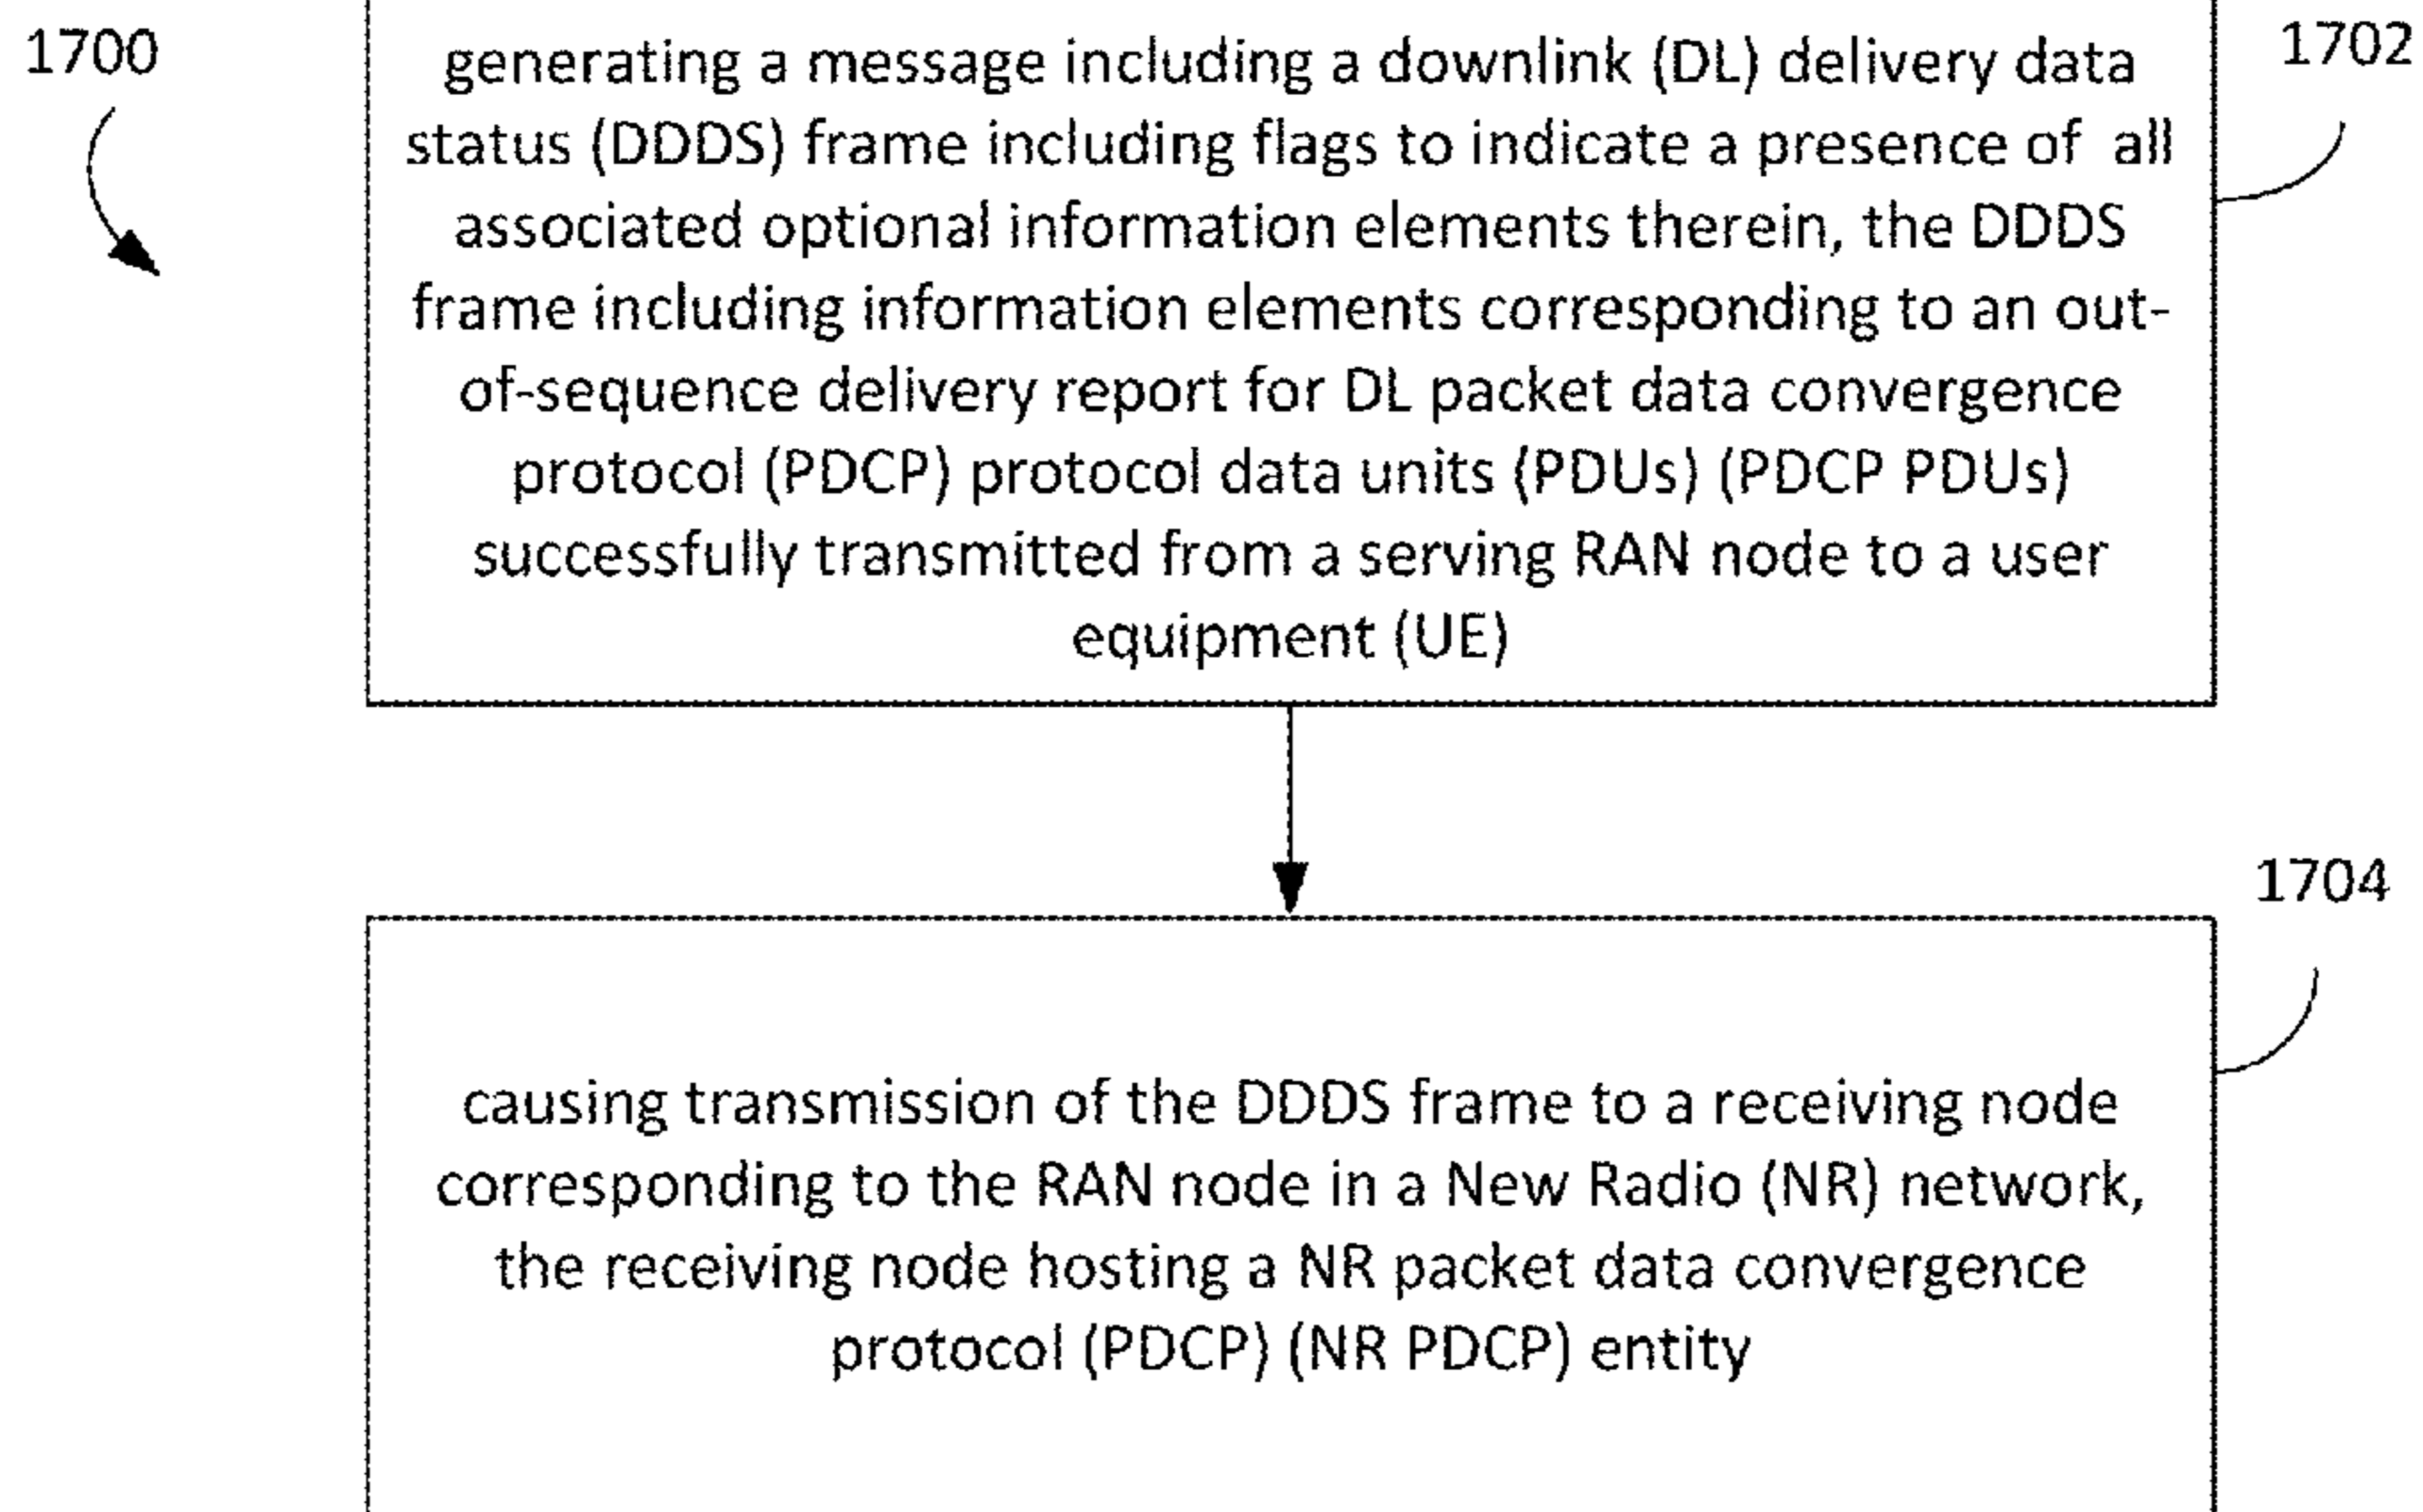 1700
1702
generating a message including a downlink (DL) delivery data
status (DDDS) frame including flags to indicate a presence of all
associated optional information elements therein, the DDDS
frame including information elements corresponding to an out-
of-sequence delivery report for DL packet data convergence
protocol (PDCP) protocol data units (PDUs) (PDCP PDUs)
successfully transmitted from a serving RAN node to a user
equipment (UE)
1704
causing transmission of the DDDS frame to a receiving node
corresponding to the RAN node in a New Radio (NR) network,
the receiving node hosting a NR packet data convergence
protocol (PDCP) (NR PDCP) entity